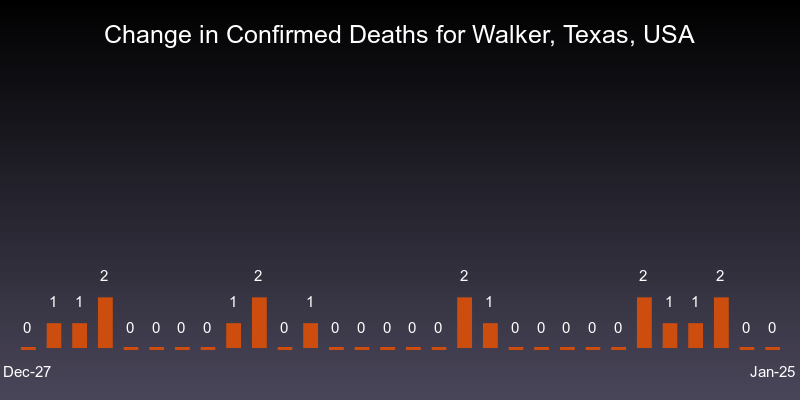 Change in Confirmed Deaths for Walker, Texas, USA
0 1 1 2 0 0 0 0 1 2 0 1 0 0 0 0 0 2 1 0 0 0 0 0 2 1 1 2 0 0
Dec-27 Jan-25